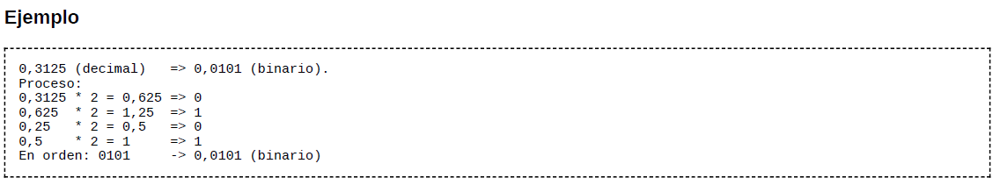 Ejemplo
0,3125 (decimal)   => 0,0101 (binario).
Proceso:
0,3125 * 2 = 0,625 => 0
0,625  * 2 = 1,25  => 1
0,25   * 2 = 0,5   => 0
0,5    * 2 = 1     => 1
En orden: 0101     -> 0,0101 (binario)